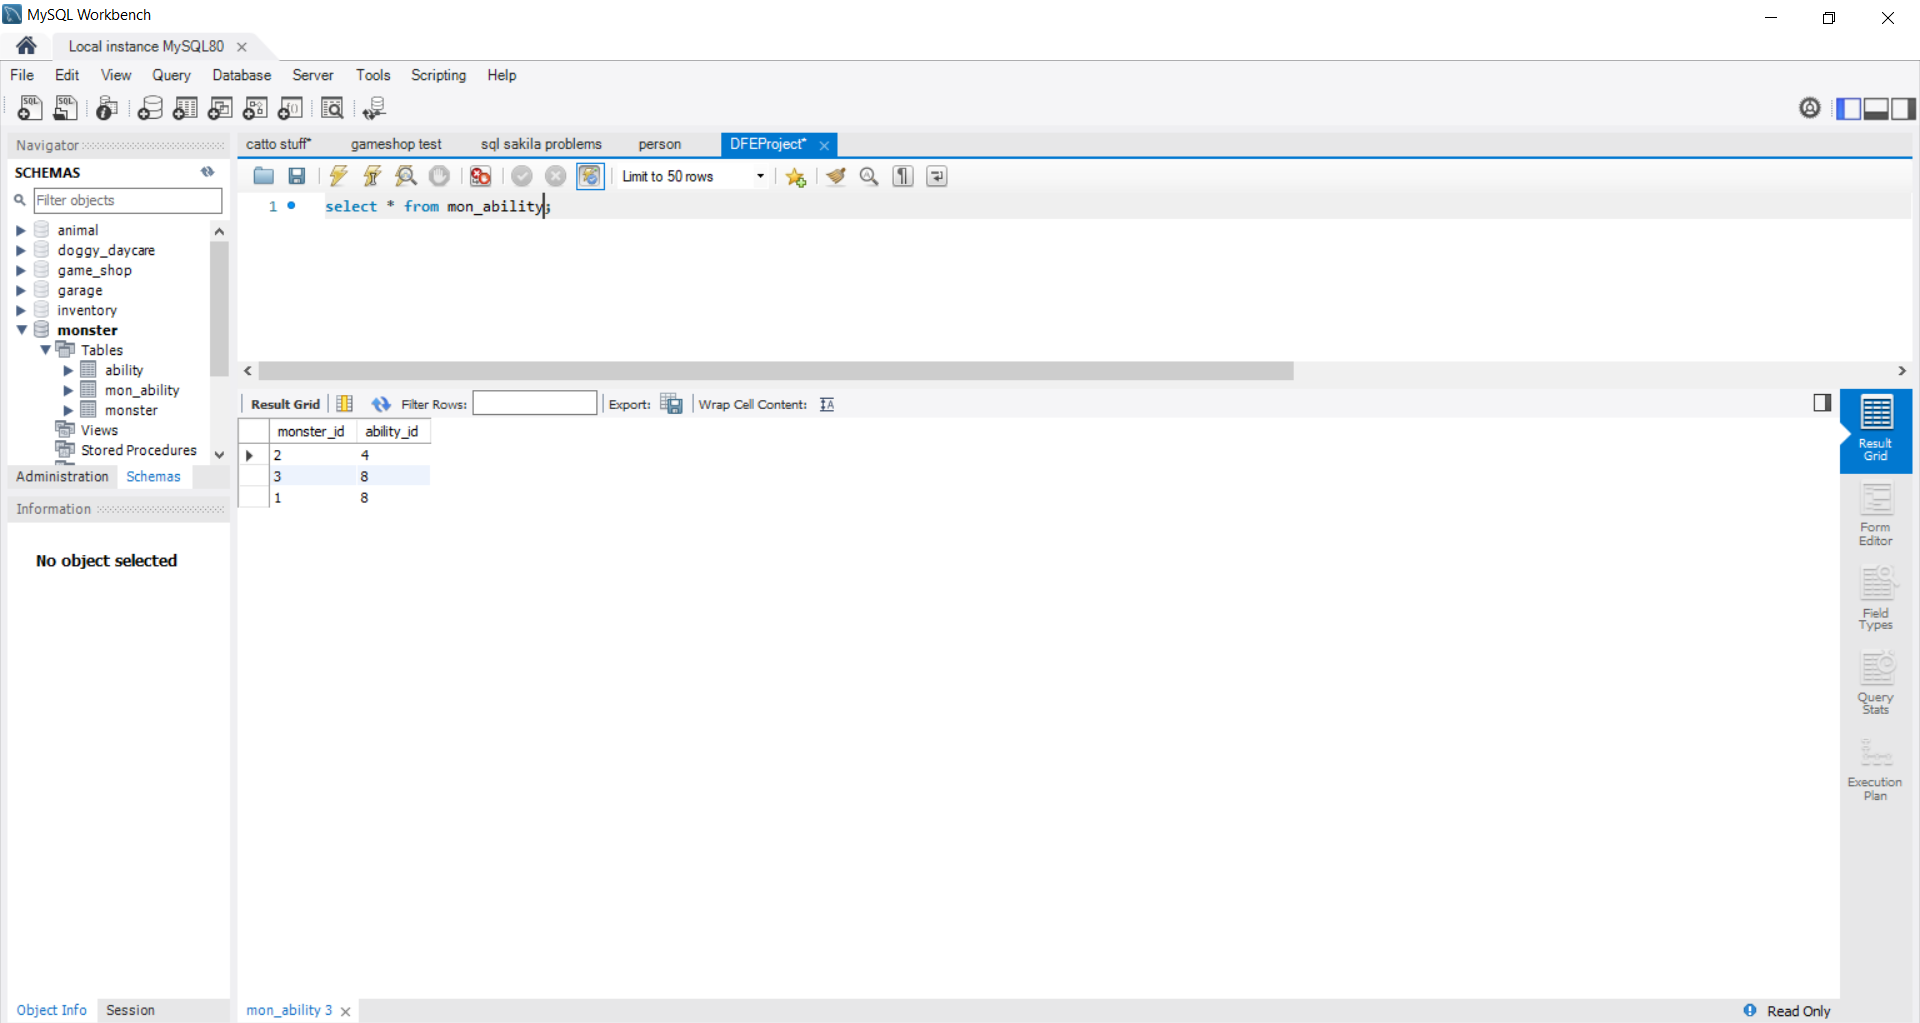 MySQL Workbench
Local instance MySQL80
File Edit View Query Database Server Tools Scripting Help
Navigator
SCHEMAS
Filter objects
animal
doggy_daycare
game_shop
garage
inventory
monster
Tables
ability
mon_ability
monster
Views
Stored Procedures
Administration Schemas
Information
No object selected
Object Info Session
catto stuff* gameshop test sql sakila problems person DFEProject*
Limit to 50 rows
1 select * from mon_ability;
Result Grid Filter Rows: Export: Wrap Cell Content:
monster_id ability_id
2 4
3 8
1 8
Result
Grid
Form
Editor
Field
Types
Query
Stats
Execution
Plan
mon_ability 3
Read Only